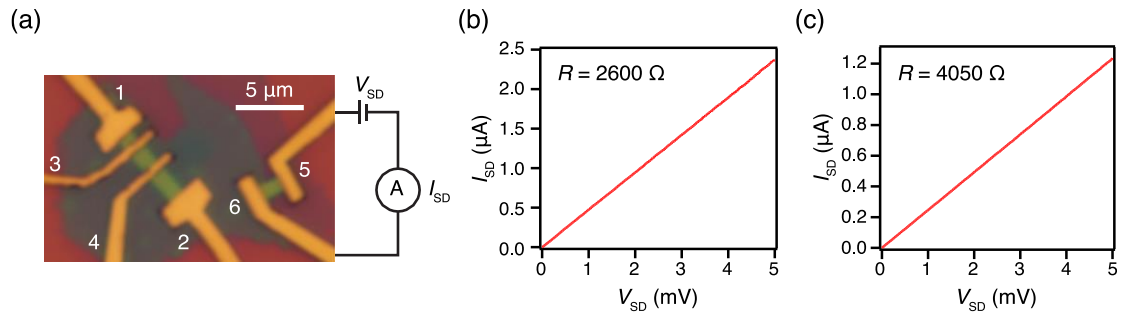 (a)
1
5 µm
3
5
6
4
2
V_SD
A
I_SD
(b)
R = 2600 Ω
2.5
2.0
1.5
1.0
0.5
0.0
I_SD (µA)
0 1 2 3 4 5
V_SD (mV)
(c)
R = 4050 Ω
1.2
1.0
0.8
0.6
0.4
0.2
0.0
I_SD (µA)
0 1 2 3 4 5
V_SD (mV)